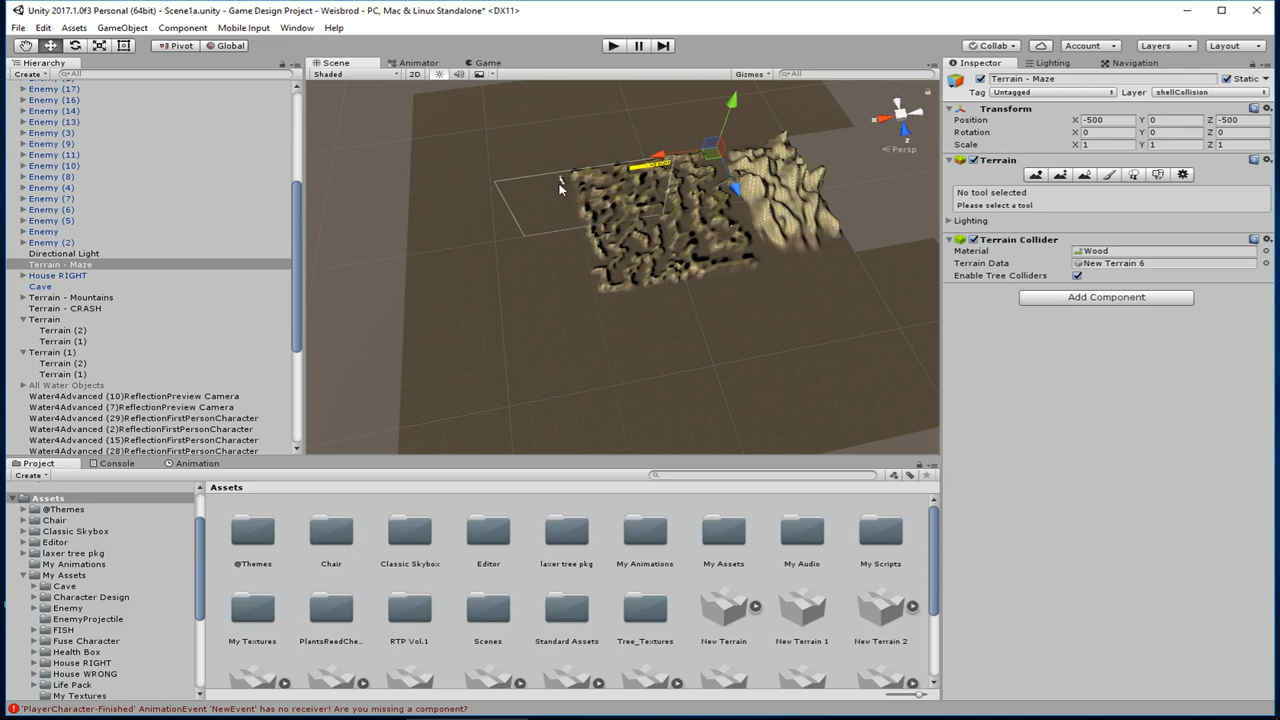 Unity 2017.1.0f3 Personal (64bit) - Scene1a.unity - Game Design Project - Weisbrod - PC, Mac & Linux Standalone* <DX11>
File Edit Assets GameObject Component Mobile Input Window Help
Pivot Global Collab Account Layers Layout
Hierarchy
Create All
Enemy (17)
Enemy (16)
Enemy (14)
Enemy (13)
Enemy (3)
Enemy (9)
Enemy (11)
Enemy (10)
Enemy (8)
Enemy (4)
Enemy (7)
Enemy (6)
Enemy (5)
Enemy
Enemy (2)
Directional Light
Terrain - Maze
House RIGHT
Cave
Terrain - Mountains
Terrain - CRASH
Terrain
Terrain (2)
Terrain (1)
Terrain (1)
Terrain (2)
Terrain (1)
All Water Objects
Water4Advanced (10)ReflectionPreview Camera
Water4Advanced (7)ReflectionPreview Camera
Water4Advanced (29)ReflectionFirstPersonCharacter
Water4Advanced (2)ReflectionFirstPersonCharacter
Water4Advanced (15)ReflectionFirstPersonCharacter
Water4Advanced (28)ReflectionFirstPersonCharacter
Scene Animator Game
Shaded 2D Gizmos All
x
z
Persp
Inspector Lighting Navigation
Terrain - Maze Static
Tag Untagged Layer shellCollision
Transform
Position X -500 Y 0 Z -500
Rotation X 0 Y 0 Z 0
Scale X 1 Y 1 Z 1
Terrain
No tool selected
Please select a tool
Lighting
Terrain Collider
Material Wood
Terrain Data New Terrain 6
Enable Tree Colliders
Add Component
Project Console Animation
Create
Assets
@Themes
Chair
Classic Skybox
Editor
laxer tree pkg
My Animations
My Assets
Cave
Character Design
Enemy
EnemyProjectile
FISH
Fuse Character
Health Box
House RIGHT
House WRONG
Life Pack
My Textures
Assets
@Themes Chair Classic Skybox Editor laxer tree pkg My Animations My Assets My Audio My Scripts
My Textures PlantsReedChe... RTP Vol.1 Scenes Standard Assets Tree_Textures New Terrain New Terrain 1 New Terrain 2
'PlayerCharacter-Finished' AnimationEvent 'NewEvent' has no receiver! Are you missing a component?